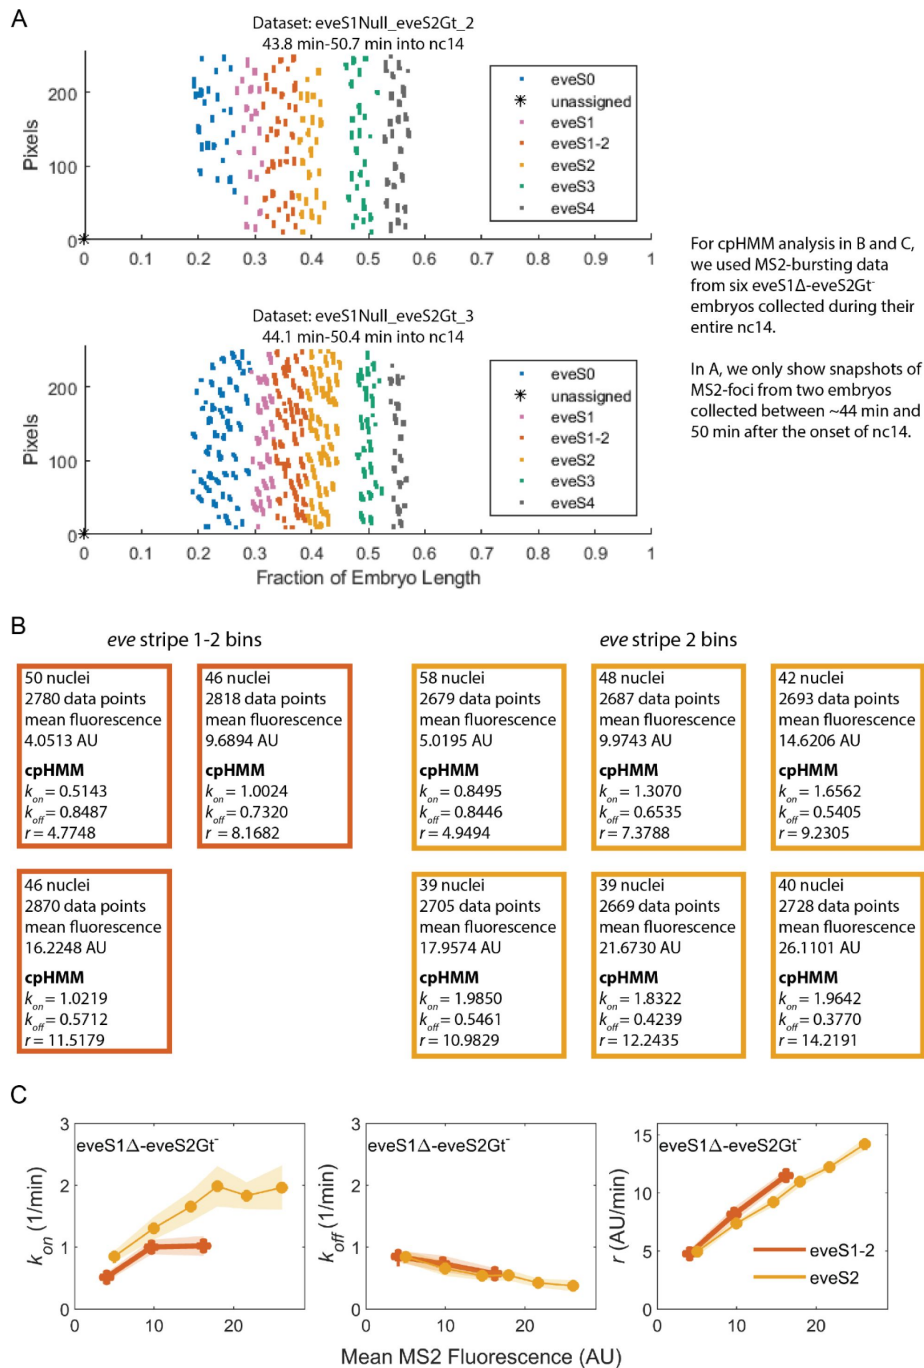 A
Dataset: eveS1Null_eveS2Gt_2
43.8 min-50.7 min into nc14
Pixels
200
100
0
0 0.1 0.2 0.3 0.4 0.5 0.6 0.7 0.8 0.9 1
eveS0
unassigned
eveS1
eveS1-2
eveS2
eveS3
eveS4
Dataset: eveS1Null_eveS2Gt_3
44.1 min-50.4 min into nc14
Pixels
200
100
0
0 0.1 0.2 0.3 0.4 0.5 0.6 0.7 0.8 0.9 1
Fraction of Embryo Length
eveS0
unassigned
eveS1
eveS1-2
eveS2
eveS3
eveS4
For cpHMM analysis in B and C,
we used MS2-bursting data
from six eveS1Δ-eveS2Gt⁻
embryos collected during their
entire nc14.
In A, we only show snapshots of
MS2-foci from two embryos
collected between ~44 min and
50 min after the onset of nc14.
B
eve stripe 1-2 bins
50 nuclei
2780 data points
mean fluorescence
4.0513 AU
cpHMM
kon = 0.5143
koff = 0.8487
r = 4.7748
46 nuclei
2818 data points
mean fluorescence
9.6894 AU
cpHMM
kon = 1.0024
koff = 0.7320
r = 8.1682
46 nuclei
2870 data points
mean fluorescence
16.2248 AU
cpHMM
kon = 1.0219
koff = 0.5712
r = 11.5179
eve stripe 2 bins
58 nuclei
2679 data points
mean fluorescence
5.0195 AU
cpHMM
kon = 0.8495
koff = 0.8446
r = 4.9494
48 nuclei
2687 data points
mean fluorescence
9.9743 AU
cpHMM
kon = 1.3070
koff = 0.6535
r = 7.3788
42 nuclei
2693 data points
mean fluorescence
14.6206 AU
cpHMM
kon = 1.6562
koff = 0.5405
r = 9.2305
39 nuclei
2705 data points
mean fluorescence
17.9574 AU
cpHMM
kon = 1.9850
koff = 0.5461
r = 10.9829
39 nuclei
2669 data points
mean fluorescence
21.6730 AU
cpHMM
kon = 1.8322
koff = 0.4239
r = 12.2435
40 nuclei
2728 data points
mean fluorescence
26.1101 AU
cpHMM
kon = 1.9642
koff = 0.3770
r = 14.2191
C
eveS1Δ-eveS2Gt⁻
kon (1/min)
3
2
1
0
0 10 20
eveS1Δ-eveS2Gt⁻
koff (1/min)
3
2
1
0
0 10 20
eveS1Δ-eveS2Gt⁻
r (AU/min)
15
10
5
0
0 10 20
eveS1-2
eveS2
Mean MS2 Fluorescence (AU)